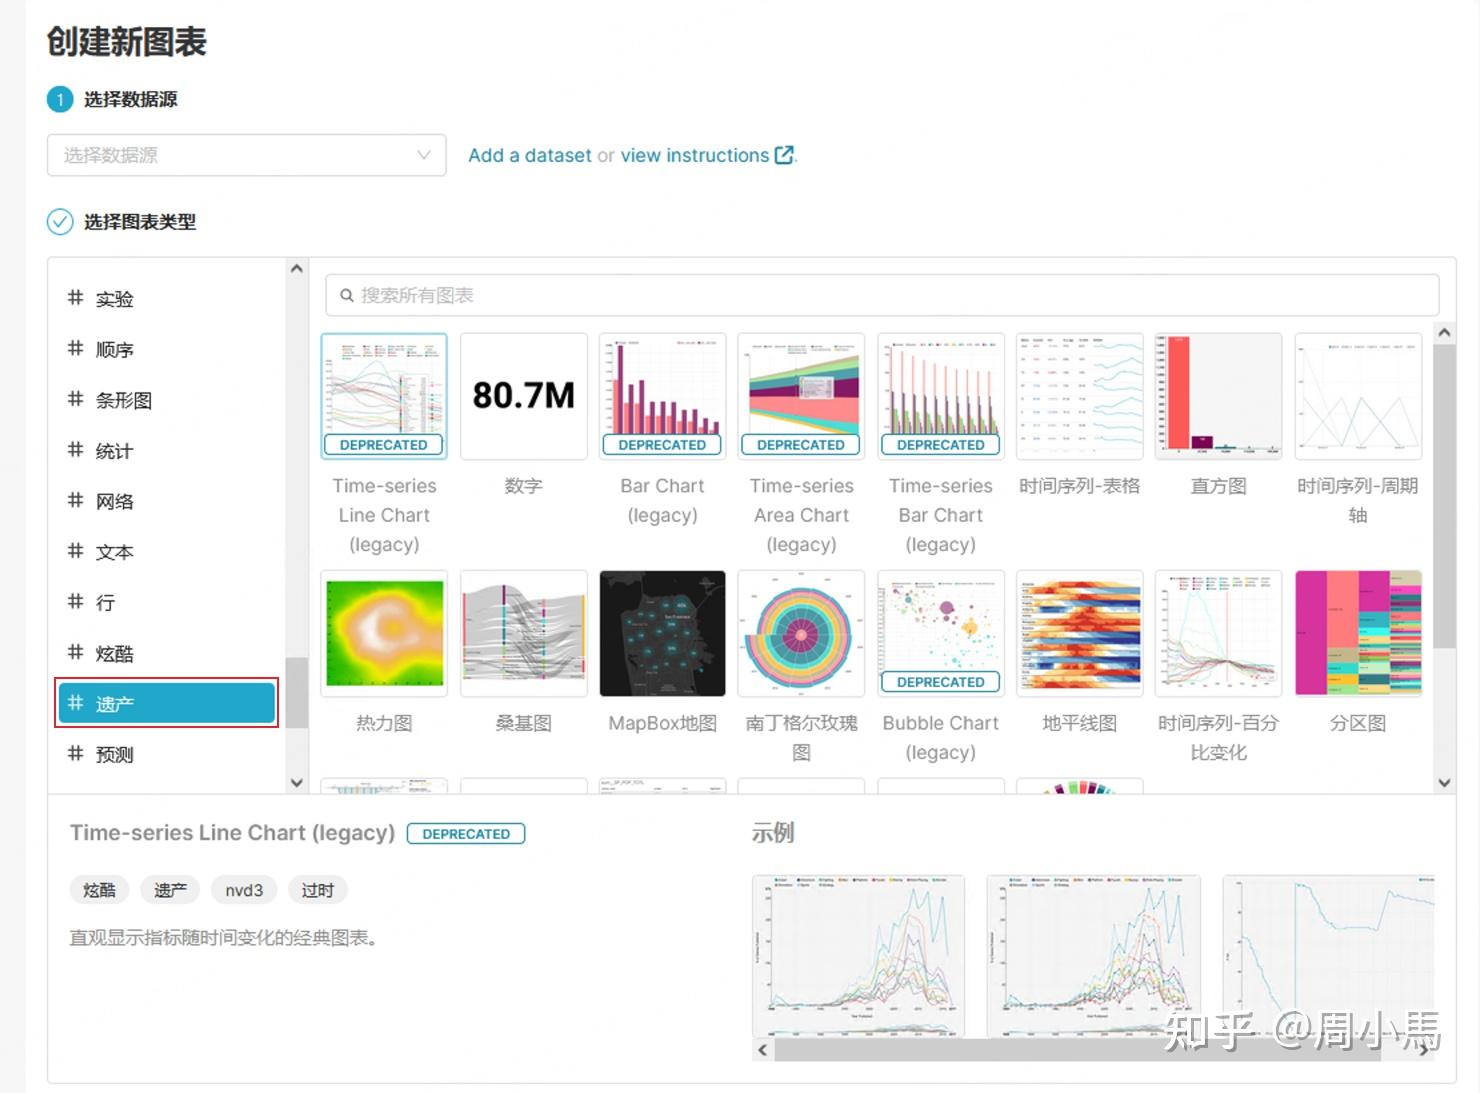 创建新图表
1 选择数据源
选择数据源
Add a dataset or view instructions
选择图表类型
# 实验
# 顺序
# 条形图
# 统计
# 网络
# 文本
# 行
# 炫酷
# 遗产
# 预测
搜索所有图表
DEPRECATED
80.7M
DEPRECATED
DEPRECATED
DEPRECATED
Time-series
Line Chart
(legacy)
数字
Bar Chart
(legacy)
Time-series
Area Chart
(legacy)
Time-series
Bar Chart
(legacy)
时间序列-表格
直方图
时间序列-周期
轴
DEPRECATED
热力图
桑基图
MapBox地图
南丁格尔玫瑰
图
Bubble Chart
(legacy)
地平线图
时间序列-百分
比变化
分区图
Time-series Line Chart (legacy) DEPRECATED
炫酷 遗产 nvd3 过时
直观显示指标随时间变化的经典图表。
示例
知乎 @周小馬